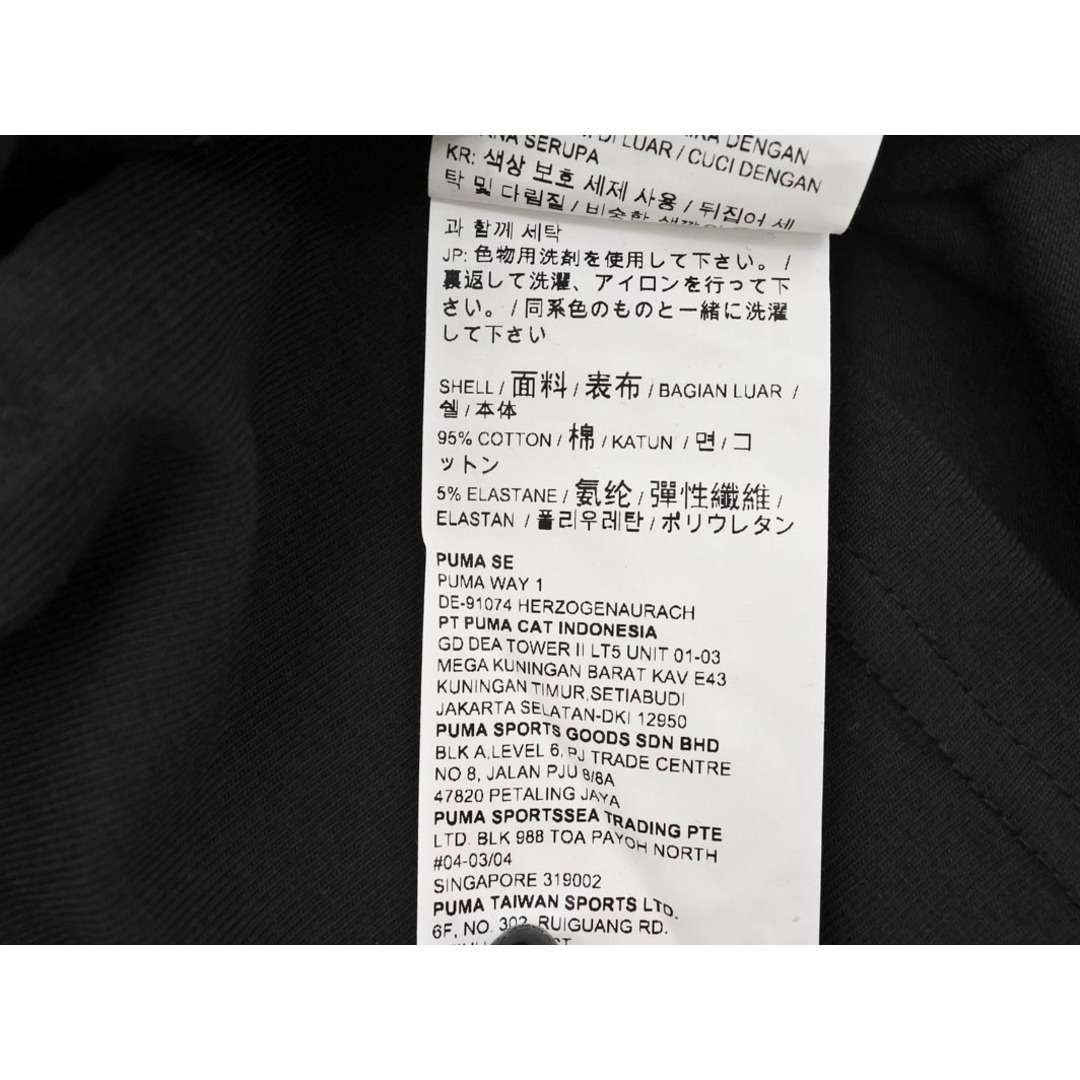 DI LUAR / CUCI DENGAN
SERUPA
KR: 색상 보호 세제 사용 / 뒤집어 세
탁 및 다림질 / 비슷한 색깔
과 함께 세탁
JP: 色物用洗剤を使用して下さい。 /
裏返して洗濯、アイロンを行って下
さい。 / 同系色のものと一緒に洗濯
して下さい
SHELL / 面料 / 表布 / BAGIAN LUAR /
쉘 / 本体
95% COTTON / 棉 / KATUN / 면 / コ
ットン
5% ELASTANE / 氨纶 / 彈性纖維 /
ELASTAN / 폴리우레탄 / ポリウレタン
PUMA SE
PUMA WAY 1
DE-91074 HERZOGENAURACH
PT PUMA CAT INDONESIA
GD DEA TOWER II LT5 UNIT 01-03
MEGA KUNINGAN BARAT KAV E43
KUNINGAN TIMUR,SETIABUDI
JAKARTA SELATAN-DKI 12950
PUMA SPORTS GOODS SDN BHD
BLK A,LEVEL 6, PJ TRADE CENTRE
NO 8, JALAN PJU 8/8A
47820 PETALING JAYA
PUMA SPORTSSEA TRADING PTE
LTD. BLK 988 TOA PAYOH NORTH
#04-03/04
SINGAPORE 319002
PUMA TAIWAN SPORTS LTD.
6F, NO. 302, RUIGUANG RD.